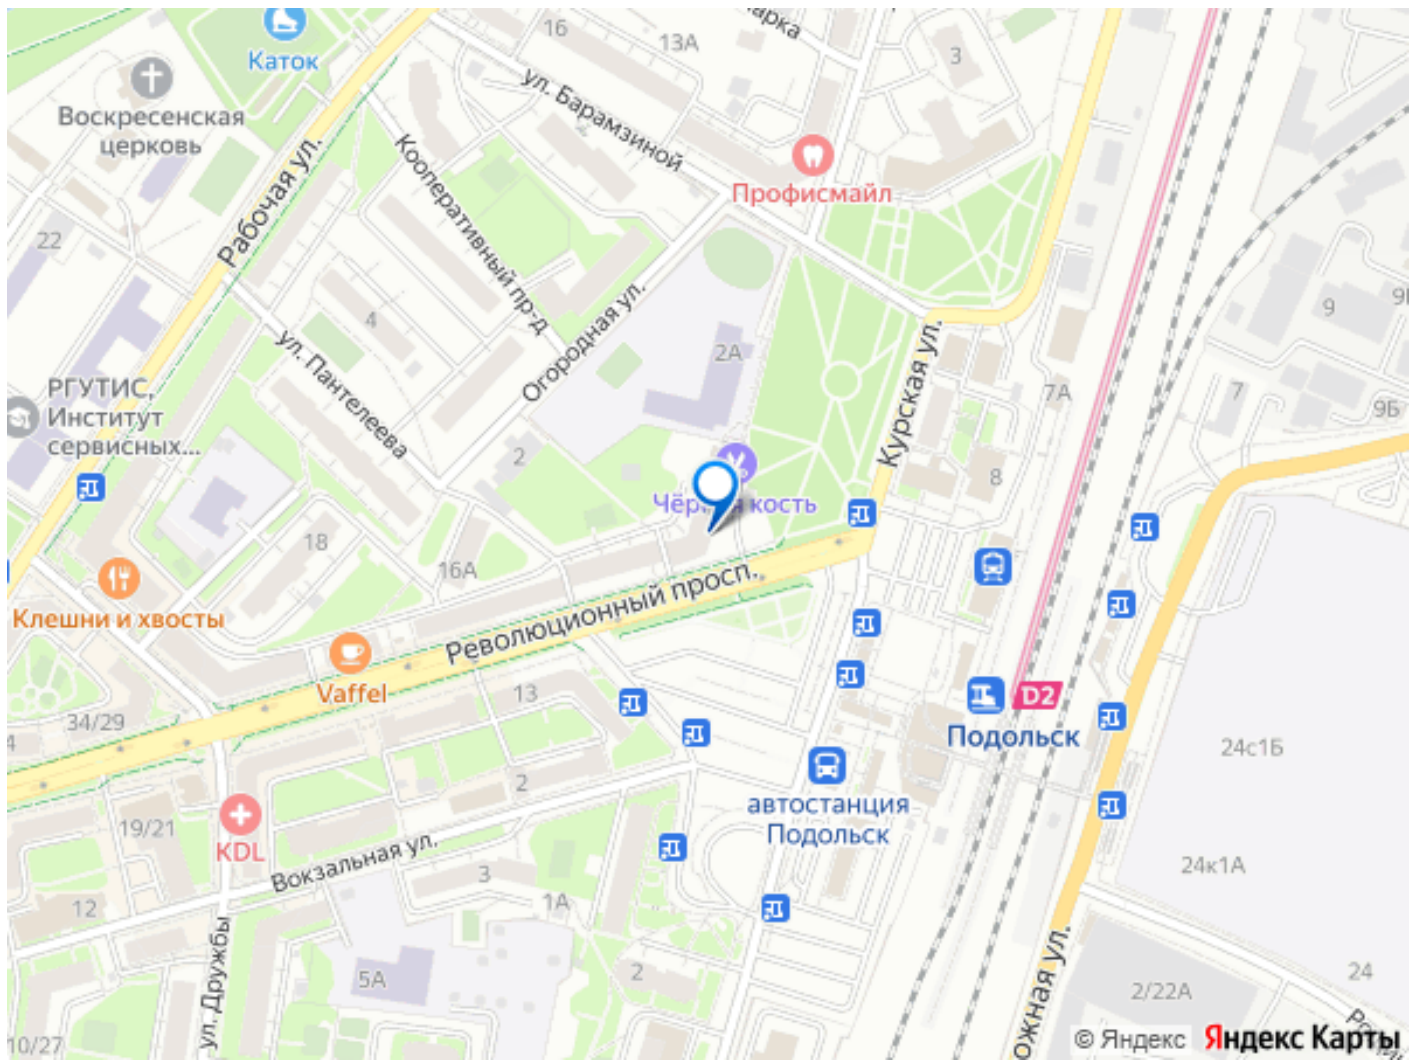 Каток
16
13А
3
ул. Барамзиной
Воскресенская
церковь
Профисмайл
Рабочая ул.
Кооперативный пр-д
22
Огородная ул.
4
2А
9
7А
7
9Б
ул. Пантелеева
Курская ул.
РГУТИС,
Институт
сервисных...
2
8
18
16А
Клешни и хвосты
Революционный просп.
Vaffel
13
34/29
4
D2
Подольск
24с1Б
2
автостанция
Подольск
19/21
KDL
Вокзальная ул.
3
1А
24к1А
12
ул. Дружбы
5А
2
24
2/22А
10/27
© Яндекс
Яндекс Карты